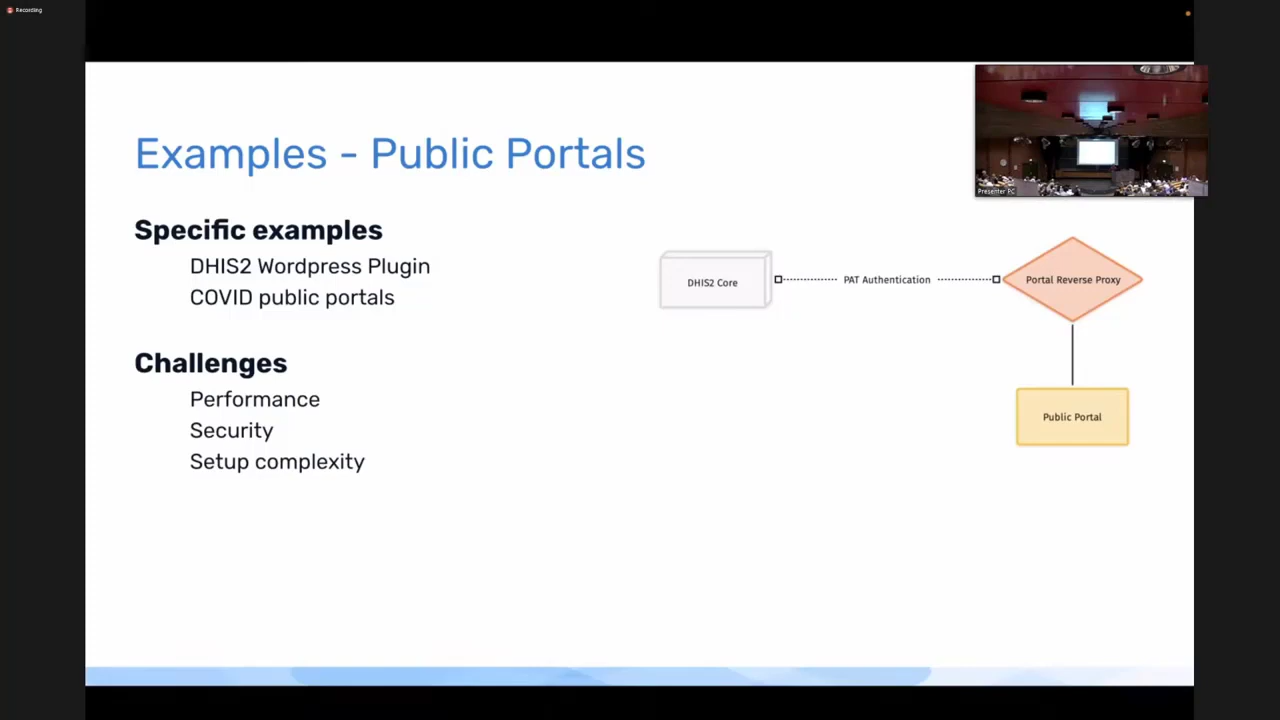 Recording
Examples - Public Portals
Presenter PC
Specific examples
DHIS2 Wordpress Plugin
COVID public portals
DHIS2 Core
PAT Authentication
Portal Reverse Proxy
Challenges
Performance
Security
Setup complexity
Public Portal